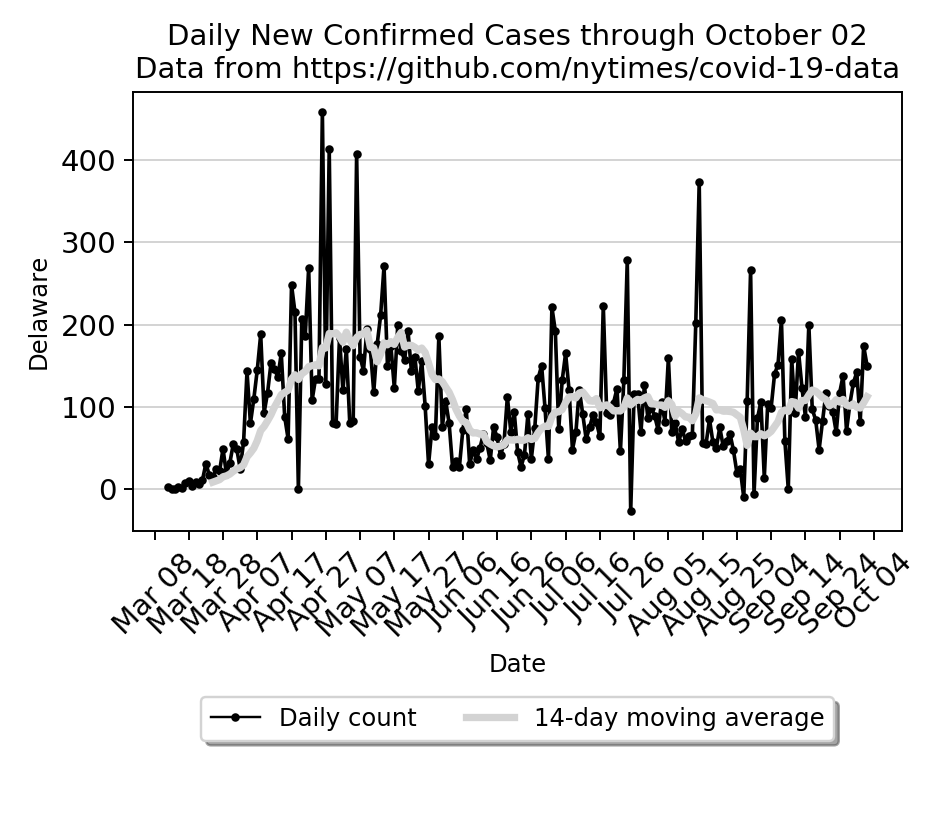 Daily New Confirmed Cases through October 02
Data from https://github.com/nytimes/covid-19-data
Delaware
400
300
200
100
0
Mar 08
Mar 18
Mar 28
Apr 07
Apr 17
Apr 27
May 07
May 17
May 27
Jun 06
Jun 16
Jun 26
Jul 06
Jul 16
Jul 26
Aug 05
Aug 15
Aug 25
Sep 04
Sep 14
Sep 24
Oct 04
Date
Daily count
14-day moving average